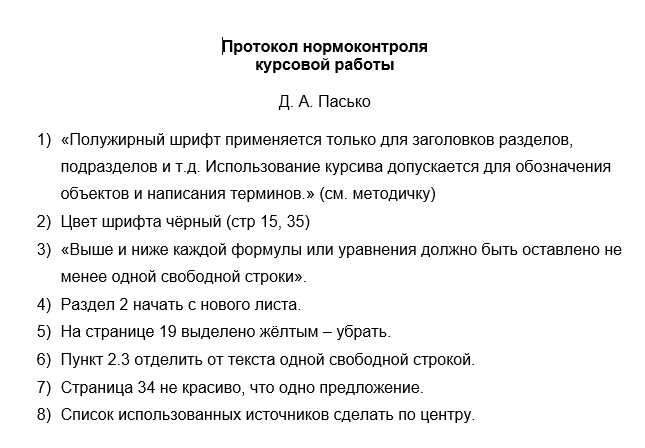 Протокол нормоконтроля
курсовой работы
Д. А. Пасько
1) «Полужирный шрифт применяется только для заголовков разделов,
подразделов и т.д. Использование курсива допускается для обозначения
объектов и написания терминов.» (см. методичку)
2) Цвет шрифта чёрный (стр 15, 35)
3) «Выше и ниже каждой формулы или уравнения должно быть оставлено не
менее одной свободной строки».
4) Раздел 2 начать с нового листа.
5) На странице 19 выделено жёлтым – убрать.
6) Пункт 2.3 отделить от текста одной свободной строкой.
7) Страница 34 не красиво, что одно предложение.
8) Список использованных источников сделать по центру.